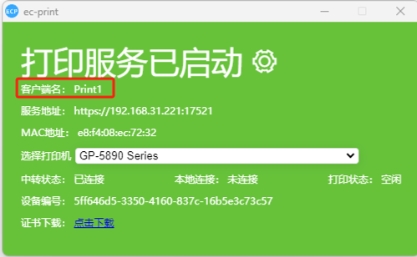 ECP ec-print
打印服务已启动
客户端名： Print1
服务地址： https://192.168.31.221:17521
MAC地址： e8:f4:08:ec:72:32
选择打印机 GP-5890 Series
中转状态： 已连接 本地连接： 未连接 打印状态： 空闲
设备编号： 5ff646d5-3350-4160-837c-16b5e3c73c57
证书下载： 点击下载